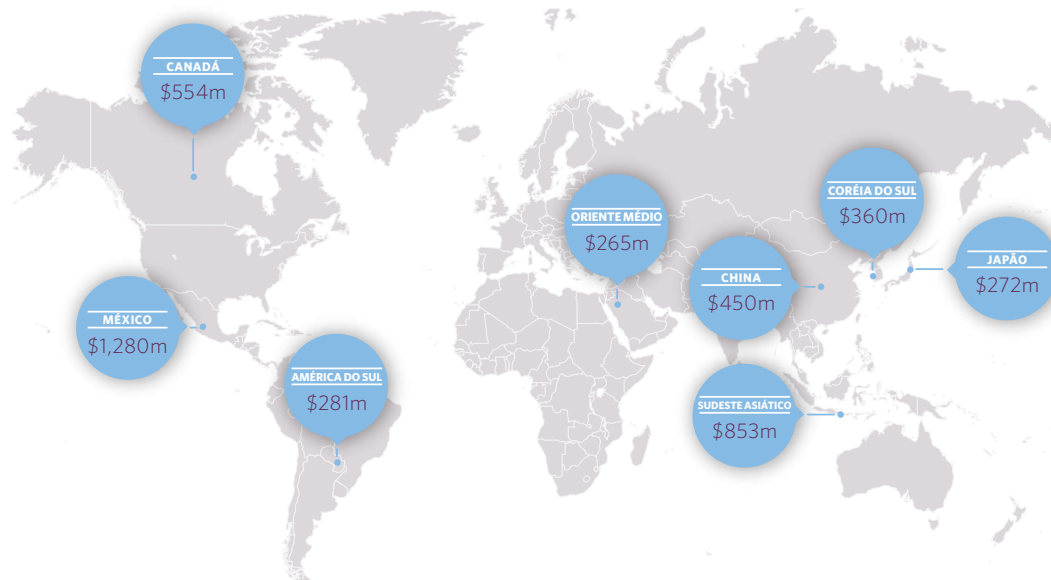 CANADÁ
$554m
CORÉIA DO SUL
$360m
ORIENTE MÉDIO
$265m
JAPÃO
$272m
CHINA
$450m
MÉXICO
$1,280m
AMÉRICA DO SUL
$281m
SUDESTE ASIÁTICO
$853m